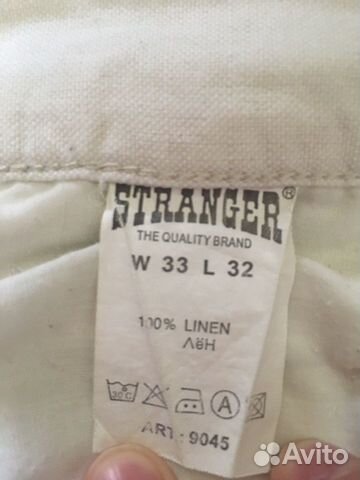 STRANGER®
THE QUALITY BRAND
W 33 L 32
100% LINEN
Лён
30°C A
ART.: 9045
Avito